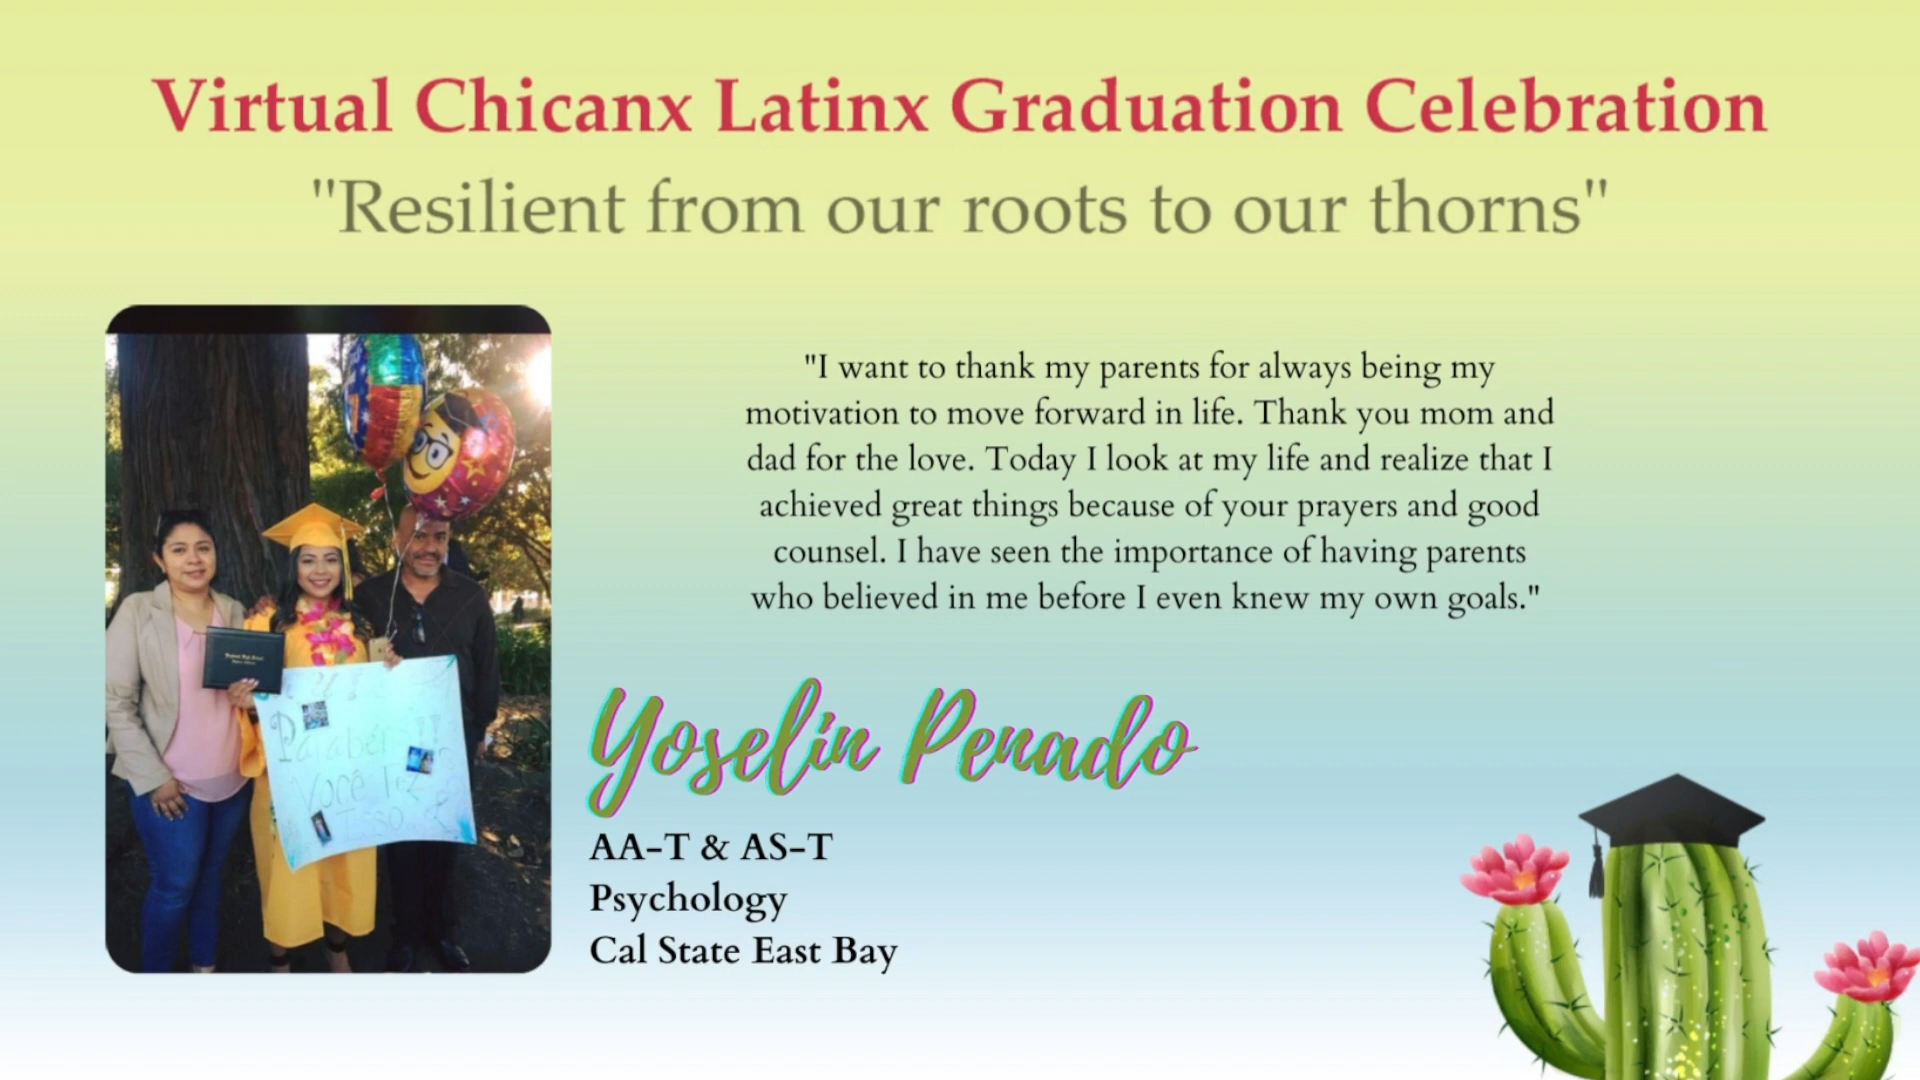 Virtual Chicanx Latinx Graduation Celebration
"Resilient from our roots to our thorns"
"I want to thank my parents for always being my
motivation to move forward in life. Thank you mom and
dad for the love. Today I look at my life and realize that I
achieved great things because of your prayers and good
counsel. I have seen the importance of having parents
who believed in me before I even knew my own goals."
Parabéns!!
Você Fez
Isso
Yoselin Penado
AA-T & AS-T
Psychology
Cal State East Bay